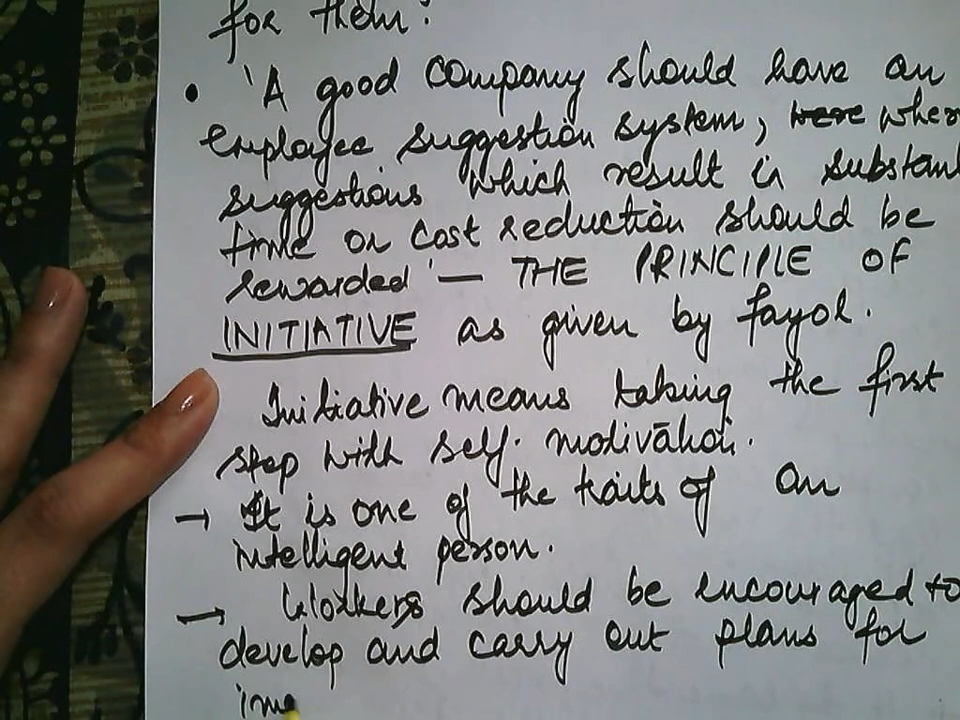 for them?
• 'A good company should have an
employee suggestion system, where
suggestions which result in
time or cost reduction should be
rewarded' — THE PRINCIPLE OF
INITIATIVE as given by Fayol.
Initiative means taking the first
step with self. motivation.
→ It is one of the traits of an
intelligent person.
→ Workers should be encouraged to
develop and carry out plans for